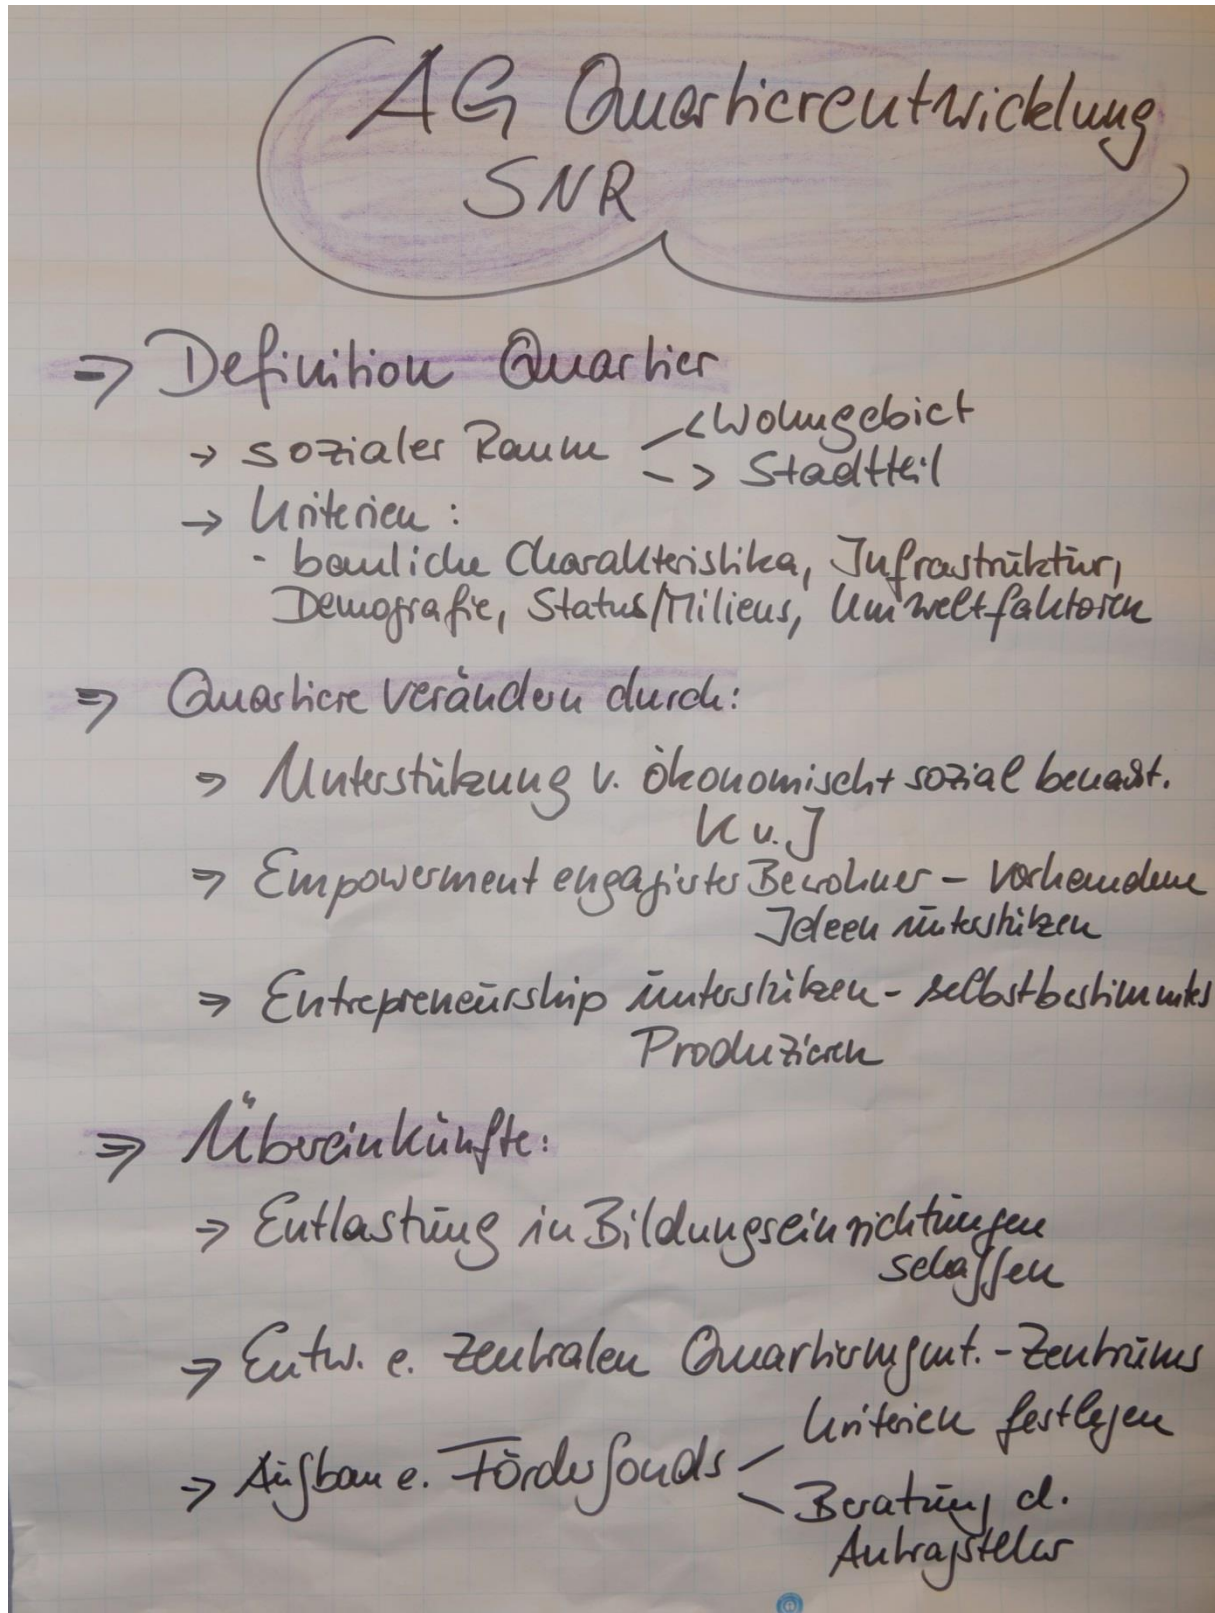 AG Quartierentwicklung
SNR
⇒ Definition Quartier
→ sozialer Raum < Wohngebiet
-> Stadtteil
→ Kriterien :
- bauliche Charakteristika, Infrastruktur,
Demografie, Status/Milieus, Umweltfaktoren
⇒ Quartiere verändern durch:
⇒ Unterstützung v. ökonomisch + sozial benacht.
K u. J
⇒ Empowerment engagierter Bewohner - vorhandene
Ideen unterstützen
⇒ Entrepreneurship unterstützen - selbstbestimmtes
Produzieren
⇒ Übereinkünfte:
→ Entlastung in Bildungseinrichtungen
schaffen
→ Entw. e. zentralen Quartiermgmt. - Zentrums
Kriterien festlegen
→ Aufbau e. Förderfonds
Beratung d.
Antragsteller